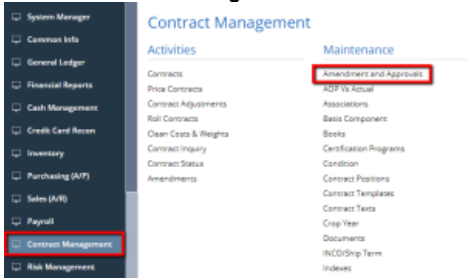 System Manager
Common Info
General Ledger
Financial Reports
Cash Management
Credit Card Recon
Inventory
Purchasing (A/P)
Sales (A/R)
Payroll
Contract Management
Risk Management
Contract Management
Activities
Contracts
Price Contracts
Contract Adjustments
Roll Contracts
Clean Costs & Weights
Contract Inquiry
Contract Status
Amendments
Maintenance
Amendment and Approvals
AOP Vs Actual
Associations
Basis Component
Books
Certification Programs
Condition
Contract Positions
Contract Templates
Contract Texts
Crop Year
Documents
INCO/Ship Term
Indexes